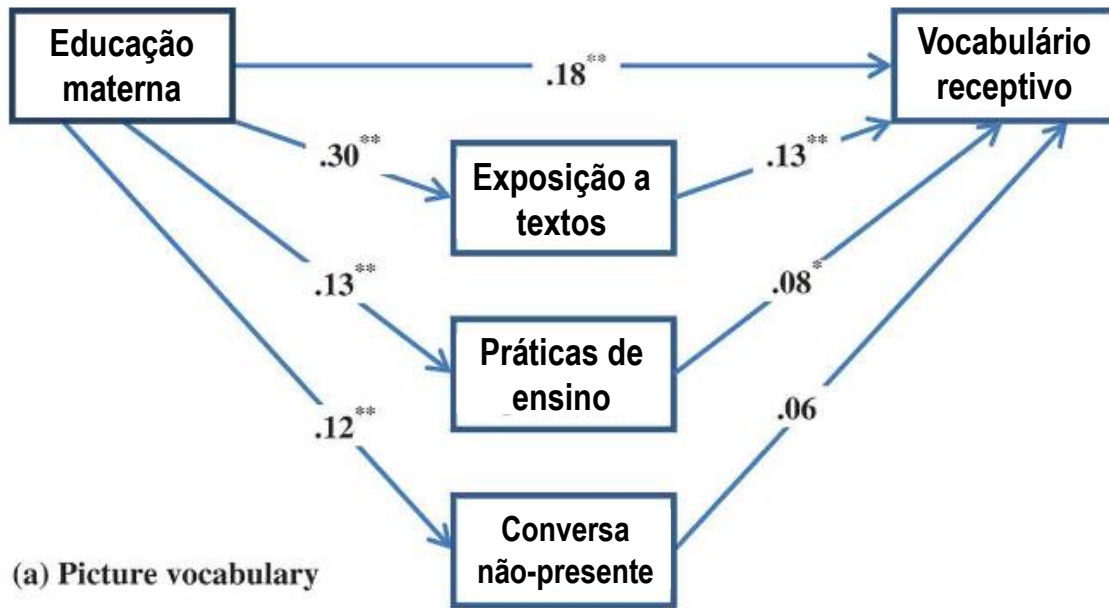 Educação
materna
Vocabulário
receptivo
.18**
.30**
.13**
Exposição a
textos
.13**
.08*
Práticas de
ensino
.12**
.06
Conversa
não-presente
(a) Picture vocabulary